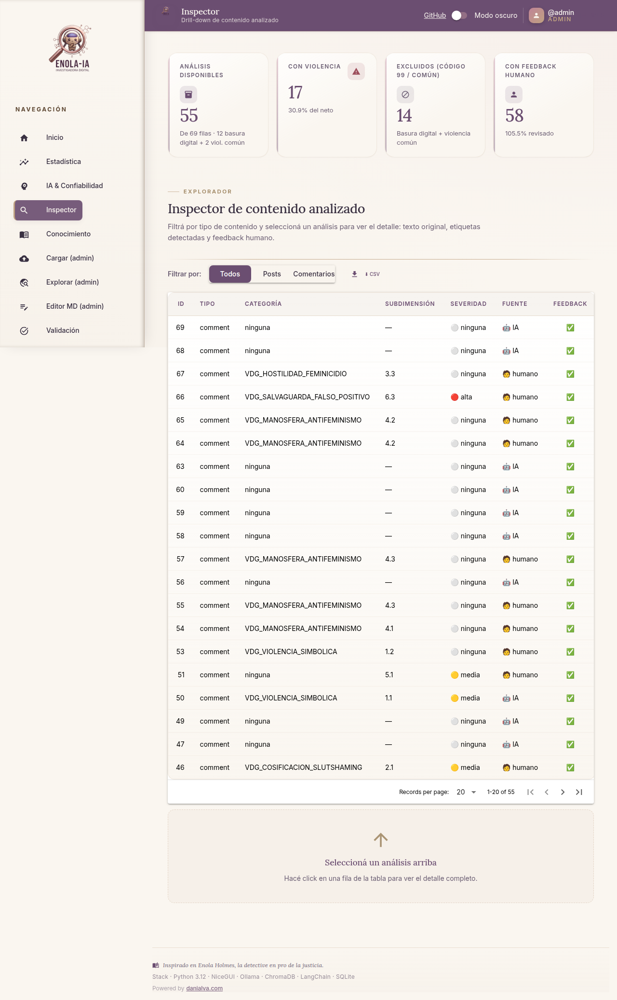 ENOLA-IA
INVESTIGADORA DIGITAL
NAVEGACIÓN
Inicio
Estadística
IA & Confiabilidad
Inspector
Conocimiento
Cargar (admin)
Explorar (admin)
Editor MD (admin)
Validación
Inspector
Drill-down de contenido analizado
GitHub Modo oscuro @admin
ADMIN
ANÁLISIS
DISPONIBLES
55
De 69 filas · 12 basura
digital + 2 viol. común
CON VIOLENCIA
17
30.9% del neto
EXCLUIDOS (CÓDIGO
99 / COMÚN)
14
Basura digital + violencia
común
CON FEEDBACK
HUMANO
58
105.5% revisado
EXPLORADOR
Inspector de contenido analizado
Filtrá por tipo de contenido y seleccioná un análisis para ver el detalle: texto original, etiquetas
detectadas y feedback humano.
Filtrar por: Todos Posts Comentarios ⬇ CSV
ID TIPO CATEGORÍA SUBDIMENSIÓN SEVERIDAD FUENTE FEEDBACK
69 comment ninguna — ⚪ ninguna 🤖 IA ✅
68 comment ninguna — ⚪ ninguna 🤖 IA ✅
67 comment VDG_HOSTILIDAD_FEMINICIDIO 3.3 ⚪ ninguna 🧑 humano ✅
66 comment VDG_SALVAGUARDA_FALSO_POSITIVO 6.3 🔴 alta 🧑 humano ✅
65 comment VDG_MANOSFERA_ANTIFEMINISMO 4.2 ⚪ ninguna 🧑 humano ✅
64 comment VDG_MANOSFERA_ANTIFEMINISMO 4.2 ⚪ ninguna 🧑 humano ✅
63 comment ninguna — ⚪ ninguna 🤖 IA ✅
60 comment ninguna — ⚪ ninguna 🤖 IA ✅
59 comment ninguna — ⚪ ninguna 🤖 IA ✅
58 comment ninguna — ⚪ ninguna 🤖 IA ✅
57 comment VDG_MANOSFERA_ANTIFEMINISMO 4.3 ⚪ ninguna 🧑 humano ✅
56 comment ninguna — ⚪ ninguna 🤖 IA ✅
55 comment VDG_MANOSFERA_ANTIFEMINISMO 4.3 ⚪ ninguna 🧑 humano ✅
54 comment VDG_MANOSFERA_ANTIFEMINISMO 4.1 ⚪ ninguna 🧑 humano ✅
53 comment VDG_VIOLENCIA_SIMBOLICA 1.2 ⚪ ninguna 🧑 humano ✅
51 comment ninguna 5.1 🟡 media 🧑 humano ✅
50 comment VDG_VIOLENCIA_SIMBOLICA 1.1 🟡 media 🤖 IA ✅
49 comment ninguna — ⚪ ninguna 🤖 IA ✅
47 comment ninguna — ⚪ ninguna 🤖 IA ✅
46 comment VDG_COSIFICACION_SLUTSHAMING 2.1 🟡 media 🧑 humano ✅
Records per page: 20 1-20 of 55
Seleccioná un análisis arriba
Hacé click en una fila de la tabla para ver el detalle completo.
Inspirado en Enola Holmes, la detective en pro de la justicia.
Stack · Python 3.12 · NiceGUI · Ollama · ChromaDB · LangChain · SQLite
Powered by danialva.com